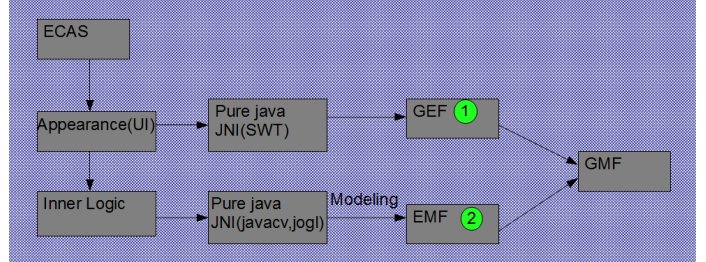 ECAS
Appearance(UI)
Pure java
JNI(SWT)
GEF 1
GMF
Inner Logic
Pure java
JNI(javacv,jogl)
Modeling
EMF 2